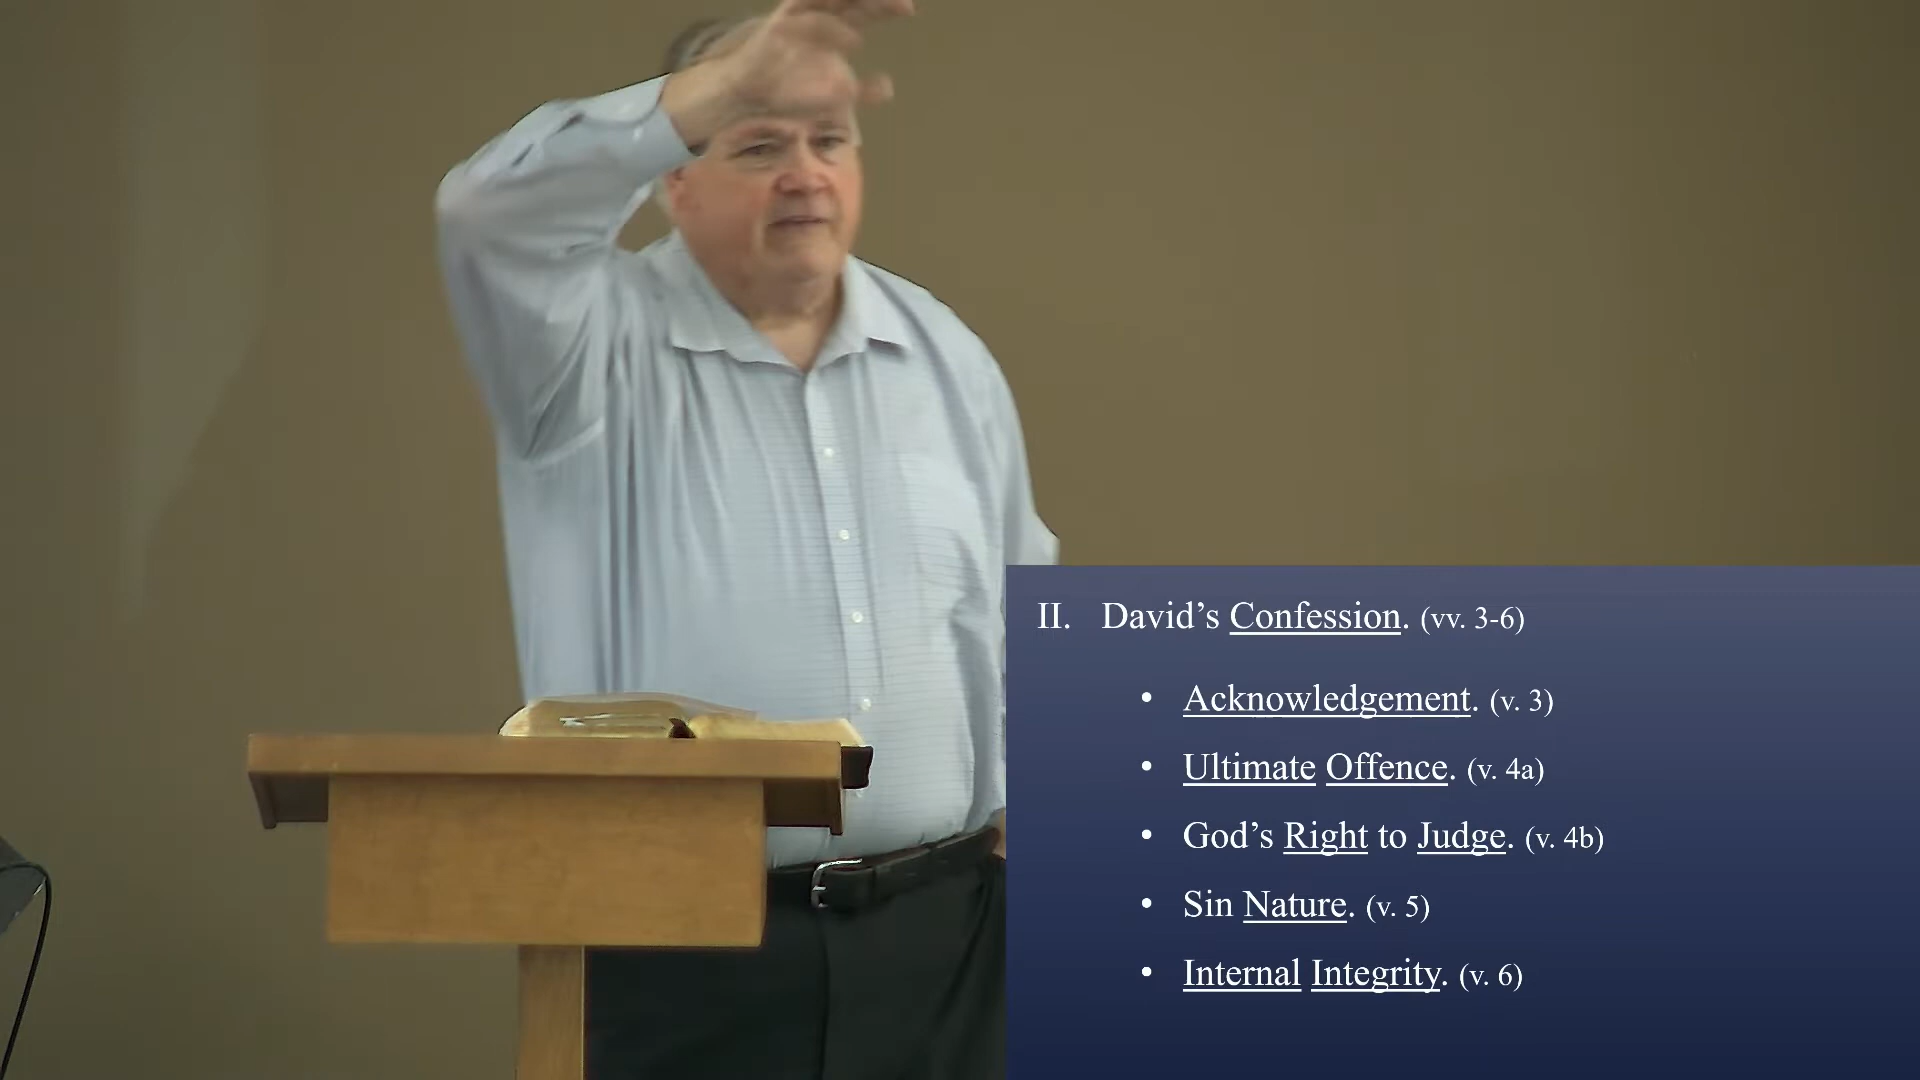 II. David’s Confession. (vv. 3-6)
• Acknowledgement. (v. 3)
• Ultimate Offence. (v. 4a)
• God’s Right to Judge. (v. 4b)
• Sin Nature. (v. 5)
• Internal Integrity. (v. 6)